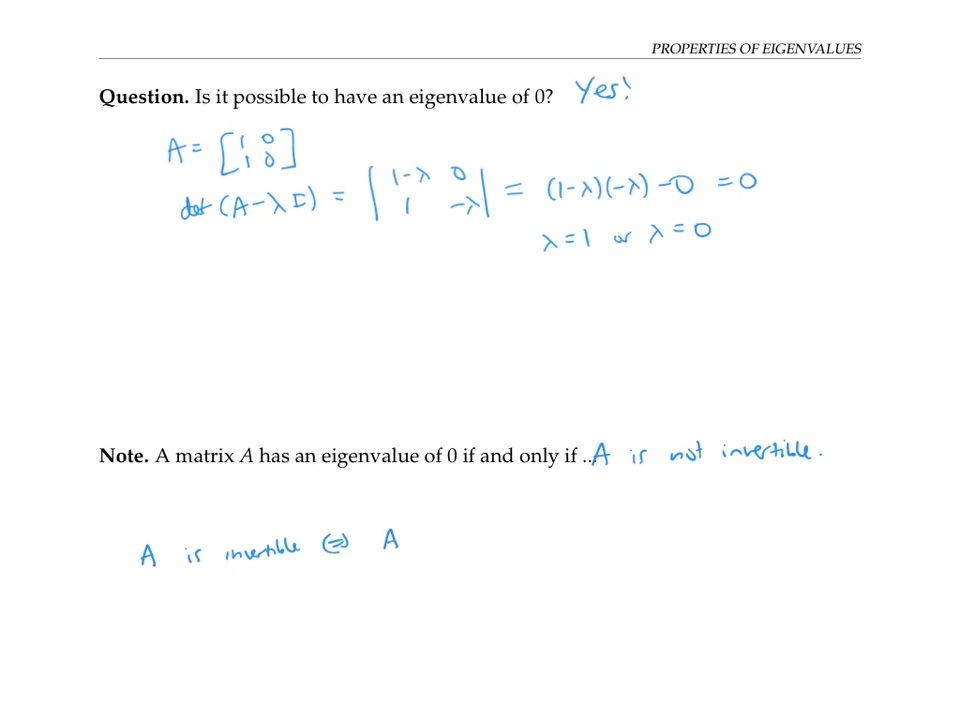 PROPERTIES OF EIGENVALUES
Question. Is it possible to have an eigenvalue of 0? Yes!
A = [1 0
1 0]
det (A - λI) = |1-λ 0
1 -λ| = (1-λ)(-λ) - 0 = 0
λ = 1 or λ = 0
Note. A matrix A has an eigenvalue of 0 if and only if ... A is not invertible.
A is invertible ⇔ A